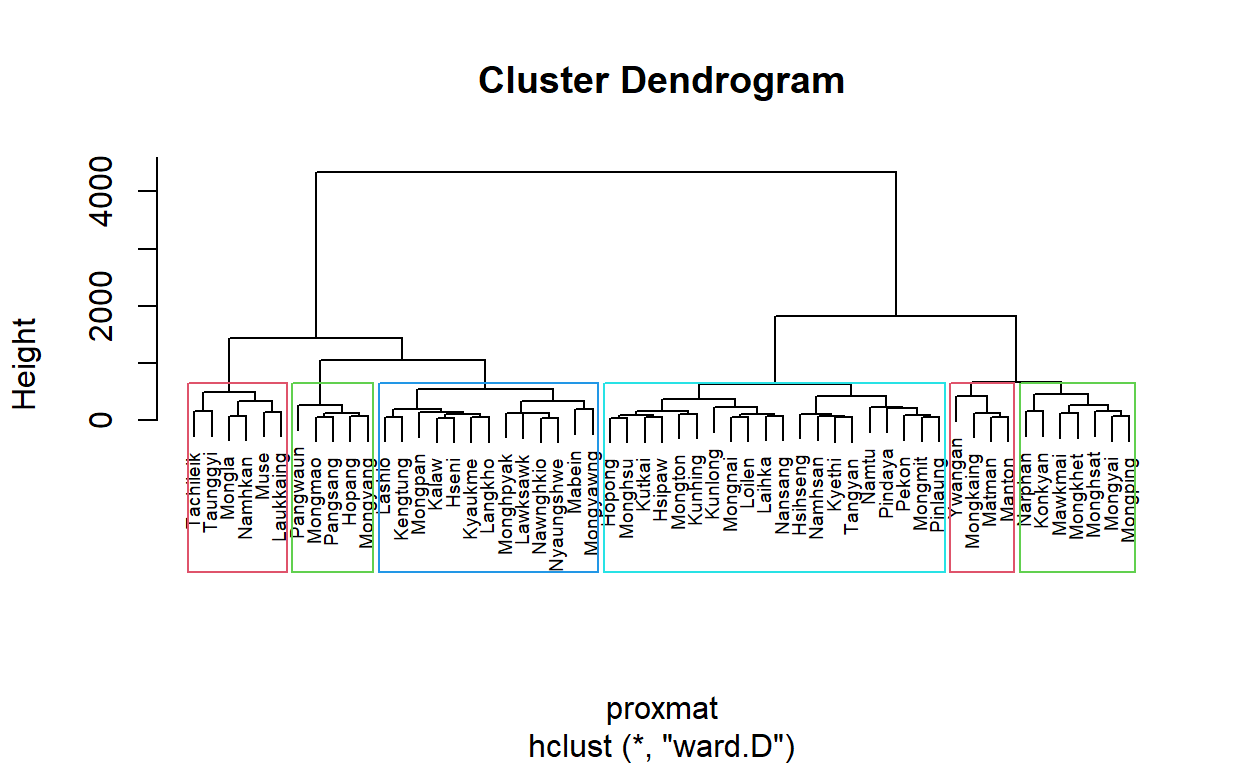 Cluster Dendrogram
Height
4000
2000
0
Tachileik
Taunggyi
Mongla
Namhkan
Muse
Laukkaing
Pangwaun
Mongmao
Pangsang
Hopang
Mongyang
Lashio
Kengtung
Mongpan
Kalaw
Hseni
Kyaukme
Langkho
Monghpyak
Lawksawk
Nawnghkio
Nyaungshwe
Mabein
Mongyawng
Hopong
Monghsu
Kutkai
Hsipaw
Mongton
Kunhing
Kunlong
Mongnai
Loilen
Laihka
Nansang
Hsihseng
Namhsan
Kyethi
Tangyan
Namtu
Pindaya
Pekon
Mongmit
Pinlaung
Ywangan
Mongkaing
Matman
Manton
Narphan
Konkyan
Mawkmai
Mongkhet
Monghsat
Mongyai
Mongping
proxmat
hclust (*, "ward.D")